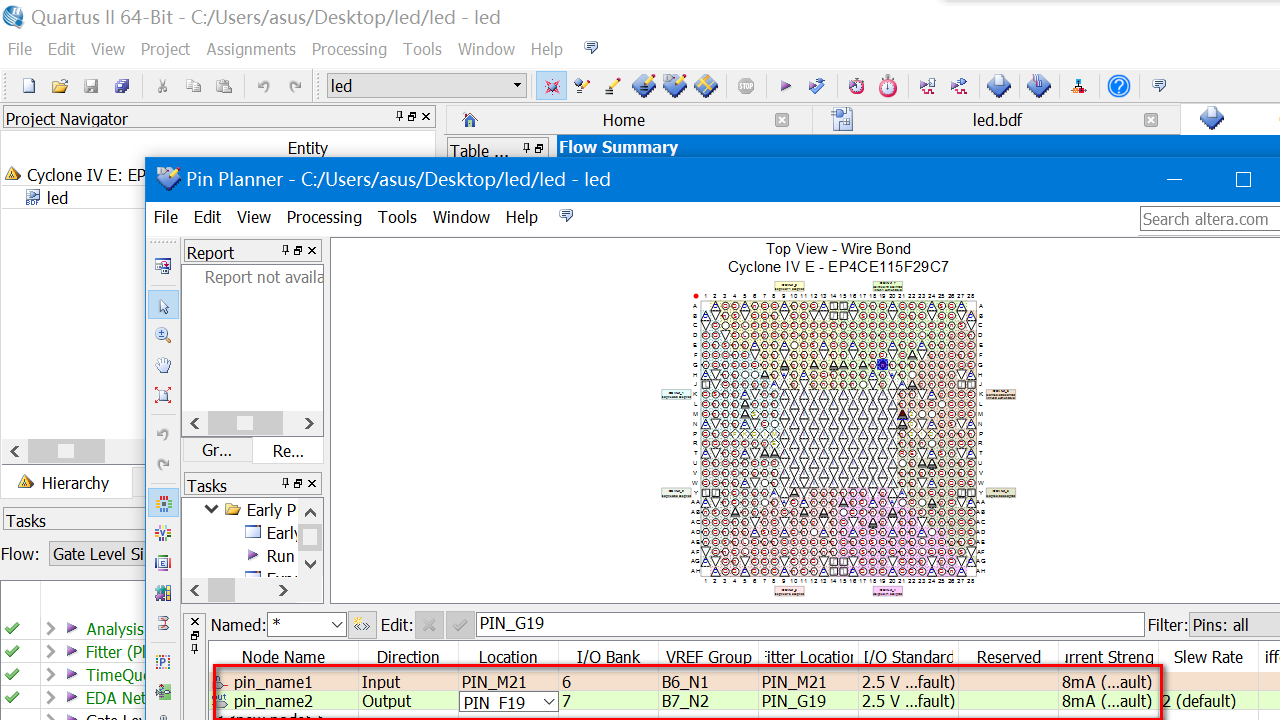 Quartus II 64-Bit - C:/Users/asus/Desktop/led/led - led
File Edit View Project Assignments Processing Tools Window Help
led
STOP
Project Navigator
Home
led.bdf
Entity
Table ...
Flow Summary
Cyclone IV E: EP
led
Pin Planner - C:/Users/asus/Desktop/led/led - led
File Edit View Processing Tools Window Help
Search altera.com
Report
Report not availa
Top View - Wire Bond
Cyclone IV E - EP4CE115F29C7
Gr...
Re...
Hierarchy
Tasks
Early P
Early
Run
Tasks
Flow: Gate Level Si
Named: * Edit: PIN_G19 Filter: Pins: all
Node Name Direction Location I/O Bank VREF Group Fitter Location I/O Standard Reserved urrent Streng Slew Rate iff
pin_name1 Input PIN_M21 6 B6_N1 PIN_M21 2.5 V ...fault) 8mA (...ault)
pin_name2 Output PIN_F19 7 B7_N2 PIN_G19 2.5 V ...fault) 8mA (...ault) 2 (default)
Analysis
Fitter (Pl
TimeQue
EDA Net